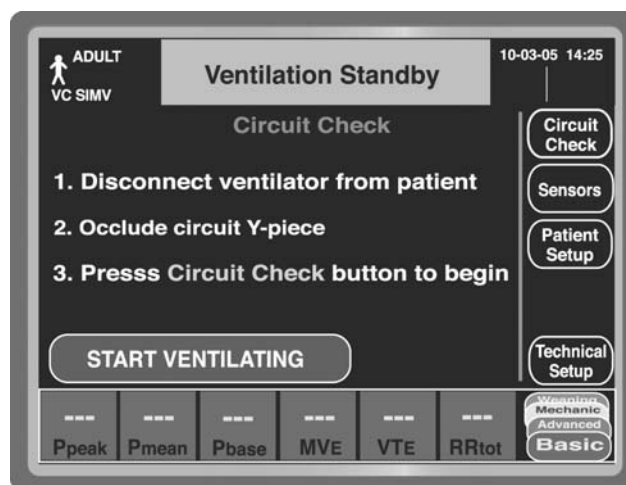 ADULT
VC SIMV
Ventilation Standby
10-03-05 14:25
Circuit Check
1. Disconnect ventilator from patient
2. Occlude circuit Y-piece
3. Presss Circuit Check button to begin
START VENTILATING
Circuit
Check
Sensors
Patient
Setup
Technical
Setup
--- --- --- --- --- ---
Ppeak Pmean Pbase MVE VTE RRtot
Weaning
Mechanic
Advanced
Basic